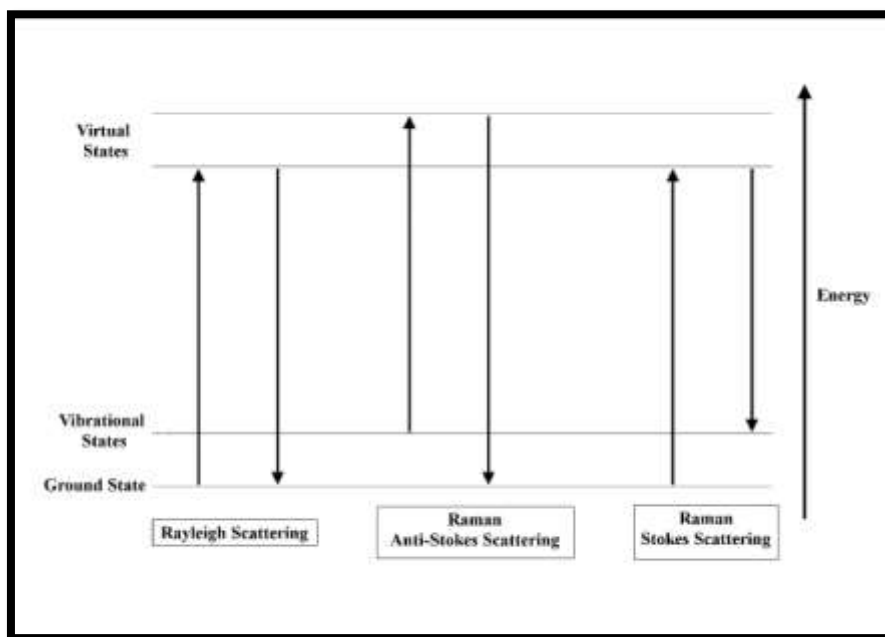 Virtual
States
Energy
Vibrational
States
Ground State
Rayleigh Scattering
Raman
Anti-Stokes Scattering
Raman
Stokes Scattering